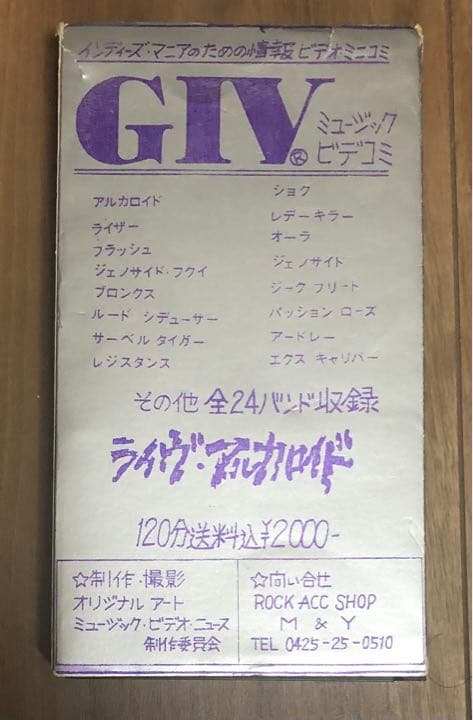 インディーズ・マニアのための情報ビデオミニコミ
GIV®
ミュージック
ビデコミ
アルカロイド
ライザー
フラッシュ
ジェノサイド・フクイ
ブロンクス
ルード シデューサー
サーベル タイガー
レジスタンス
ショク
レデーキラー
オーラ
ジェノサイト
ジーク フリート
パッション ローズ
アードレー
エクス キャリバー
その他 全24バンド収録
ライヴ・アルカロイド
120分送料込¥2000-
☆制作・撮影
オリジナル アート
ミュージック・ビデオ・ニュース
制作委員会
☆問い合せ
ROCK ACC SHOP
M & Y
TEL 0425-25-0510